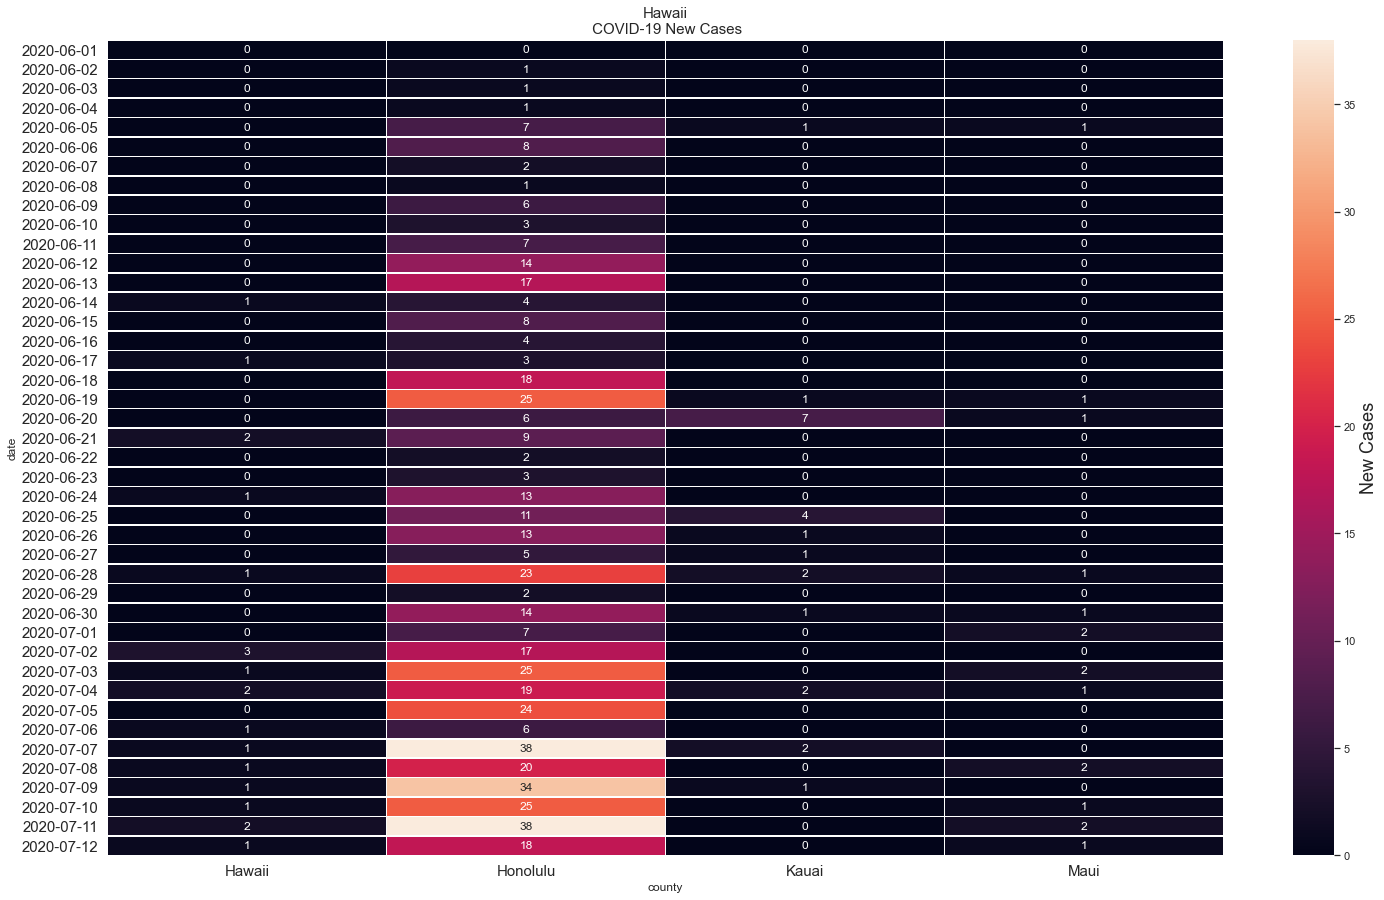 Hawaii
COVID-19 New Cases
2020-06-01 0 0 0 0
2020-06-02 0 1 0 0
2020-06-03 0 1 0 0
2020-06-04 0 1 0 0
2020-06-05 0 7 1 1
2020-06-06 0 8 0 0
2020-06-07 0 2 0 0
2020-06-08 0 1 0 0
2020-06-09 0 6 0 0
2020-06-10 0 3 0 0
2020-06-11 0 7 0 0
2020-06-12 0 14 0 0
2020-06-13 0 17 0 0
2020-06-14 1 4 0 0
2020-06-15 0 8 0 0
2020-06-16 0 4 0 0
2020-06-17 1 3 0 0
2020-06-18 0 18 0 0
2020-06-19 0 25 1 1
2020-06-20 0 6 7 1
2020-06-21 2 9 0 0
2020-06-22 0 2 0 0
2020-06-23 0 3 0 0
2020-06-24 1 13 0 0
2020-06-25 0 11 4 0
2020-06-26 0 13 1 0
2020-06-27 0 5 1 0
2020-06-28 1 23 2 1
2020-06-29 0 2 0 0
2020-06-30 0 14 1 1
2020-07-01 0 7 0 2
2020-07-02 3 17 0 0
2020-07-03 1 25 0 2
2020-07-04 2 19 2 1
2020-07-05 0 24 0 0
2020-07-06 1 6 0 0
2020-07-07 1 38 2 0
2020-07-08 1 20 0 2
2020-07-09 1 34 1 0
2020-07-10 1 25 0 1
2020-07-11 2 38 0 2
2020-07-12 1 18 0 1
Hawaii Honolulu Kauai Maui
county
date
35
30
25
20
15
10
5
0
New Cases